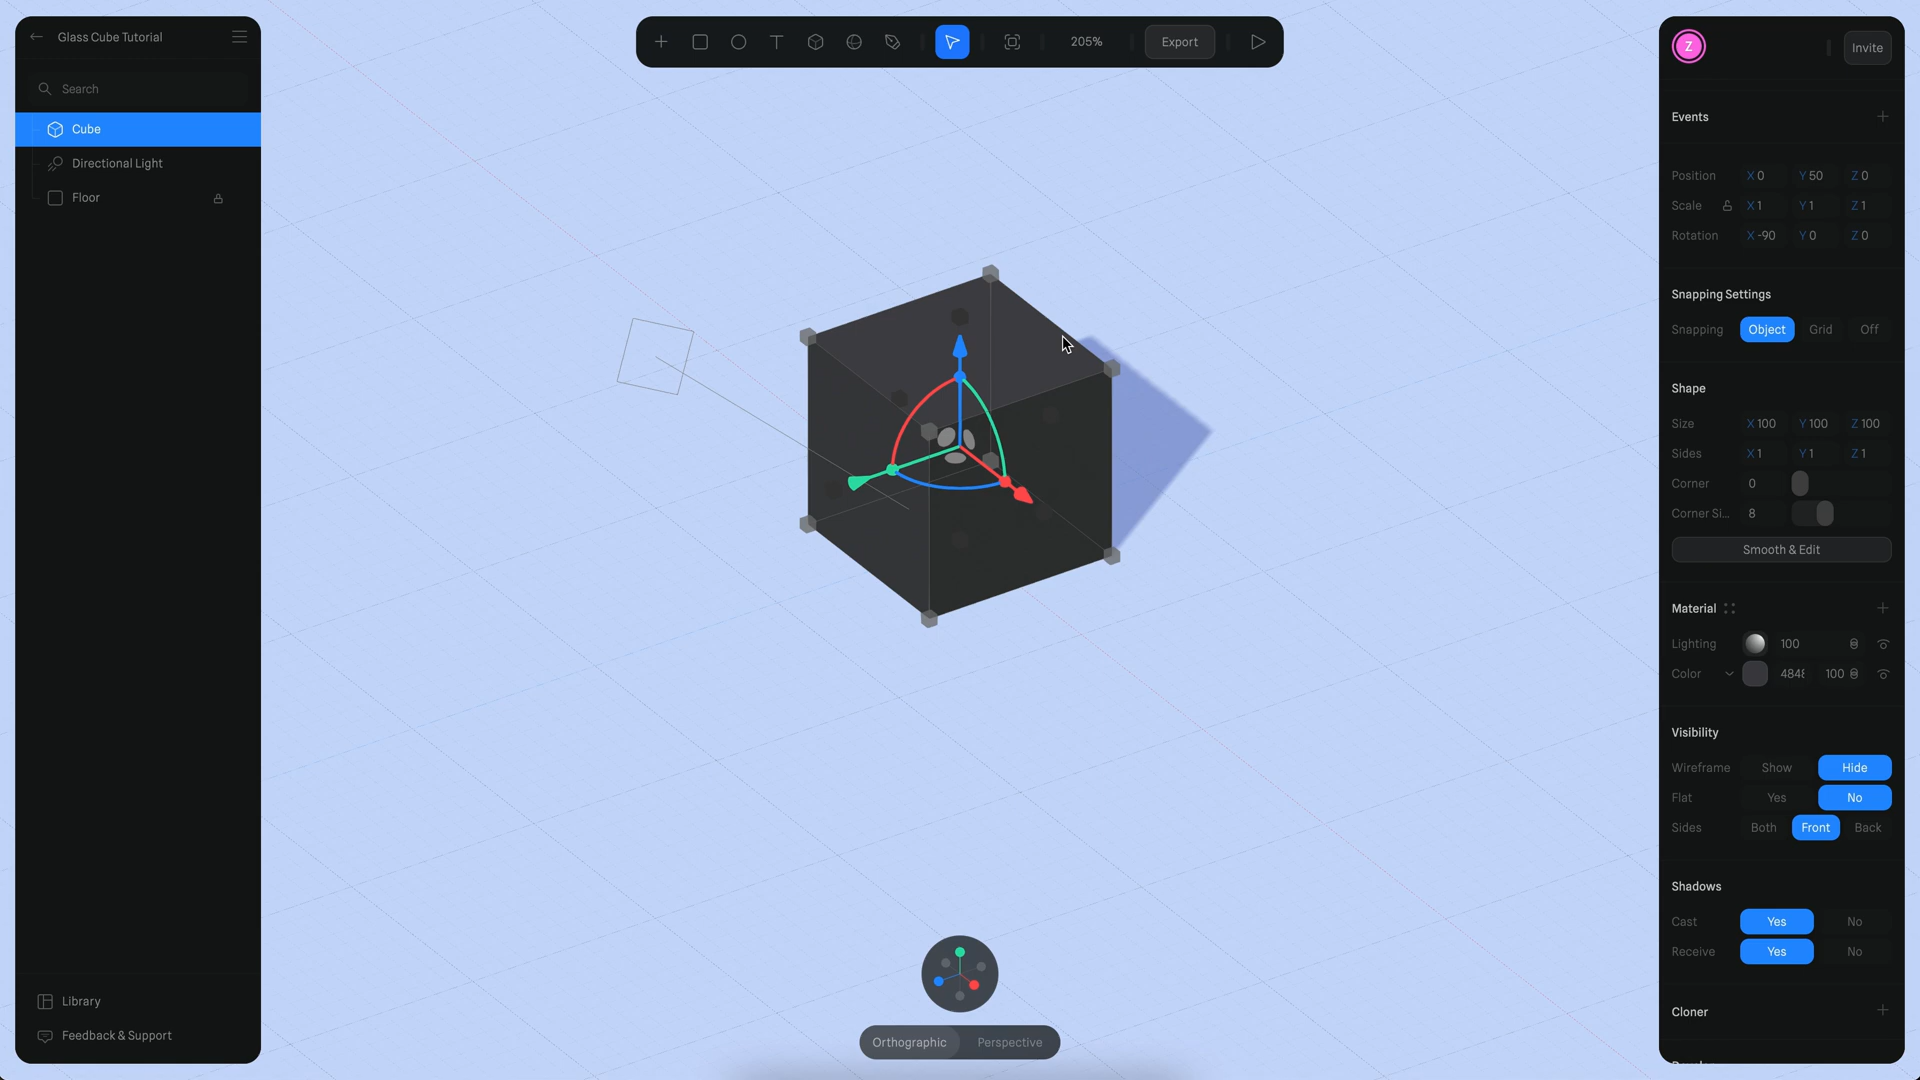 Glass Cube Tutorial
Search
Cube
Directional Light
Floor
Library
Feedback & Support
205%
Export
Orthographic
Perspective
Z
Invite
Events
Position X 0 Y 50 Z 0
Scale X 1 Y 1 Z 1
Rotation X -90 Y 0 Z 0
Snapping Settings
Snapping Object Grid Off
Shape
Size X 100 Y 100 Z 100
Sides X 1 Y 1 Z 1
Corner 0
Corner Si... 8
Smooth & Edit
Material
Lighting 100
Color 100
Visibility
Wireframe Show Hide
Flat Yes No
Sides Both Front Back
Shadows
Cast Yes No
Receive Yes No
Cloner